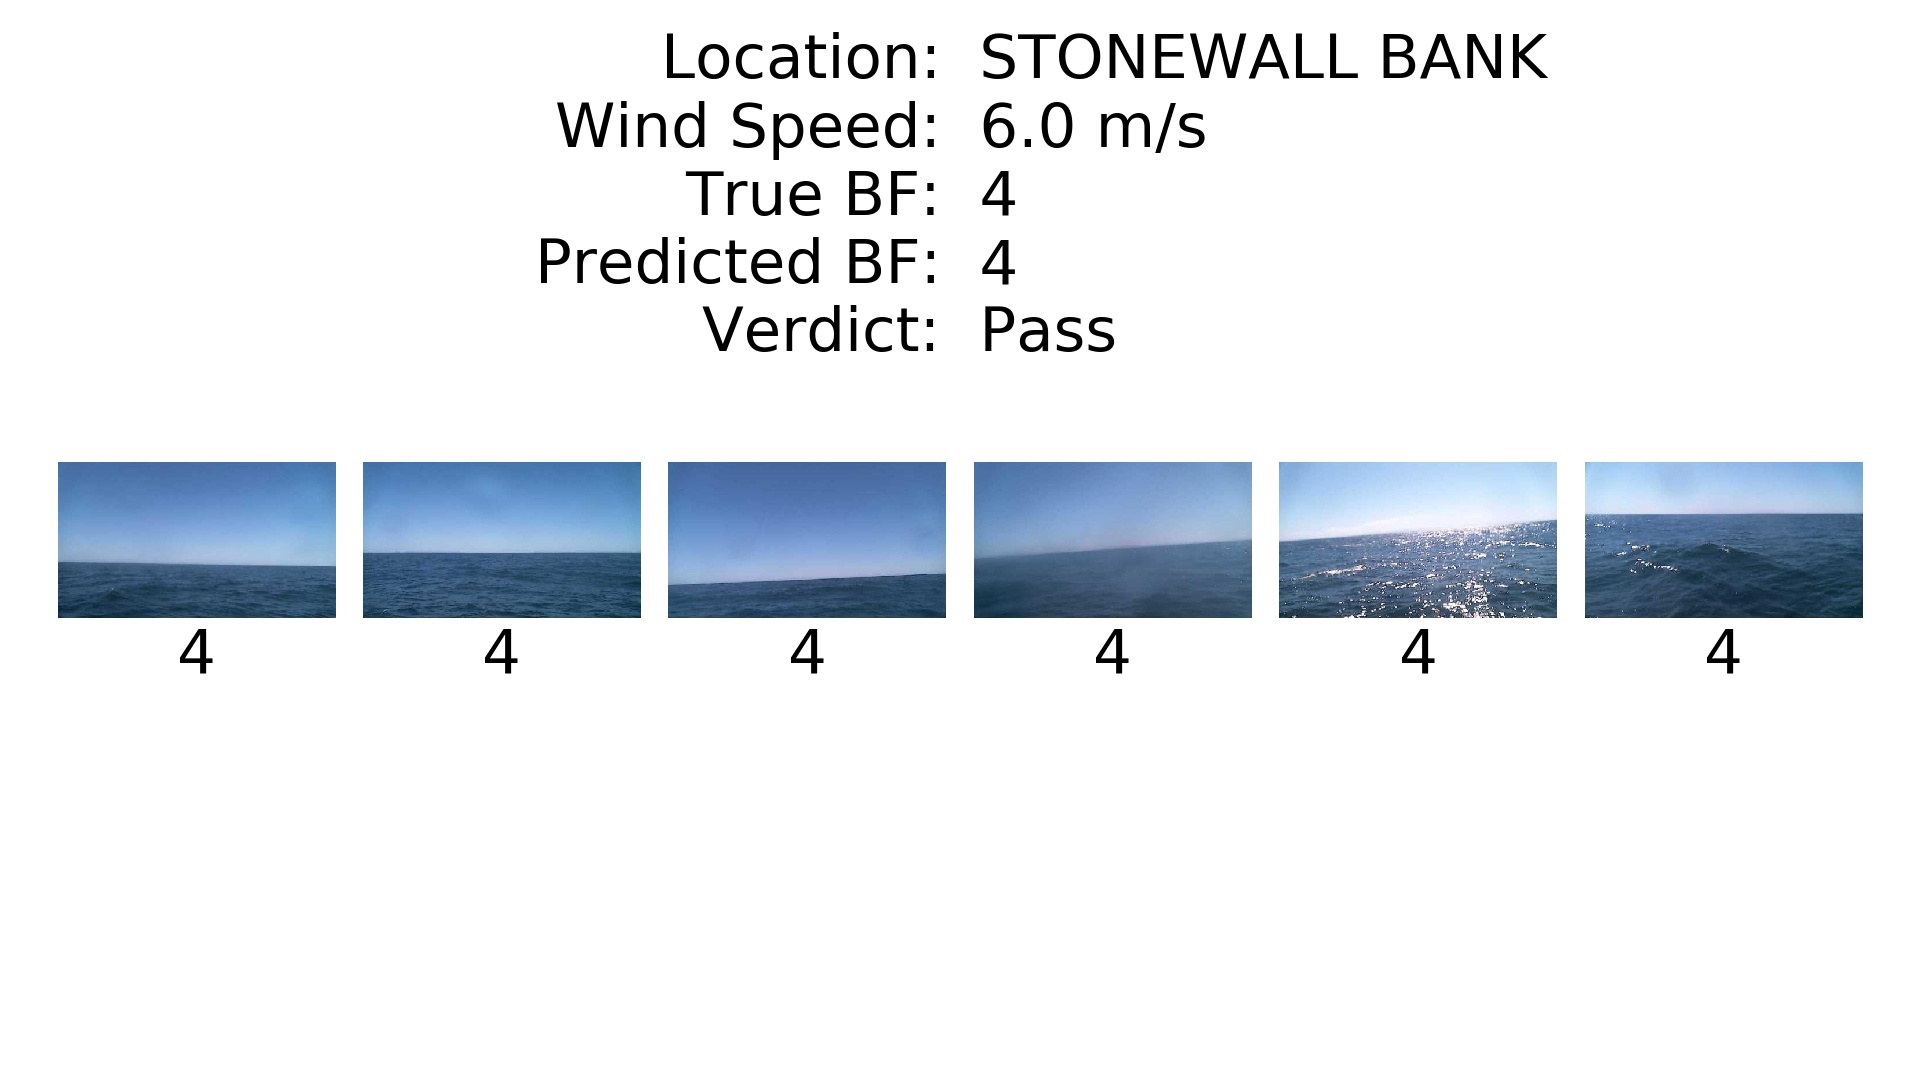 Location: STONEWALL BANK
Wind Speed: 6.0 m/s
True BF: 4
Predicted BF: 4
Verdict: Pass
4 4 4 4 4 4